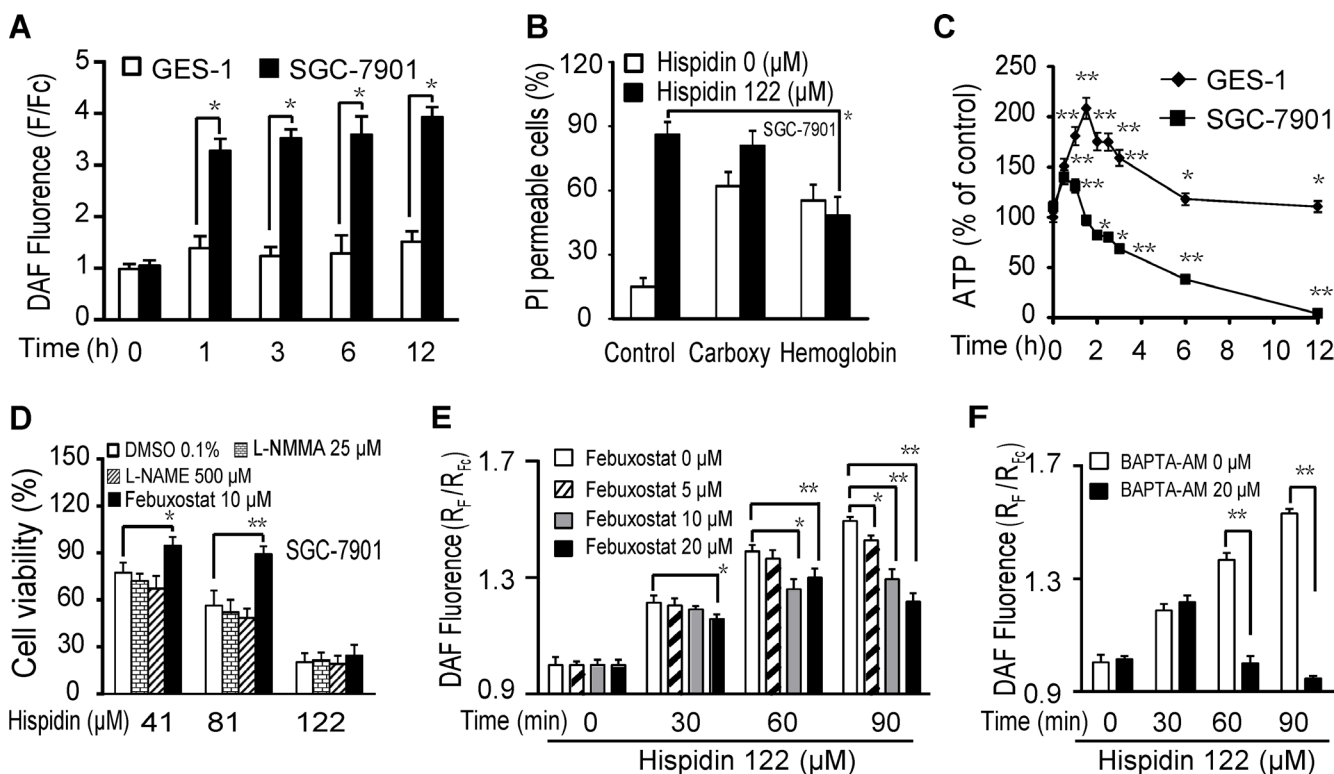 A
DAF Fluorence (F/Fc)
5
4
3
2
1
0
GES-1 SGC-7901
* * * *
Time (h) 0 1 3 6 12
B
PI permeable cells (%)
120
90
60
30
0
Hispidin 0 (μM)
Hispidin 122 (μM)
SGC-7901
*
Control Carboxy Hemoglobin
C
ATP (% of control)
250
200
150
100
50
0
GES-1
SGC-7901
**
** **
**
** **
**
* *
* * **
**
**
Time (h) 0 2 4 6 8 10 12
D
Cell viability (%)
150
120
90
60
30
0
DMSO 0.1% L-NMMA 25 μM
L-NAME 500 μM
Febuxostat 10 μM
* **
SGC-7901
Hispidin (μM) 41 81 122
E
DAF Fluorence (RF/RFc)
1.7
1.3
0.9
Febuxostat 0 μM
Febuxostat 5 μM
Febuxostat 10 μM
Febuxostat 20 μM
*
**
*
**
**
*
Time (min) 0 30 60 90
Hispidin 122 (μM)
F
DAF Fluorence (RF/RFc)
1.7
1.3
0.9
BAPTA-AM 0 μM
BAPTA-AM 20 μM
**
**
Time (min) 0 30 60 90
Hispidin 122 (μM)